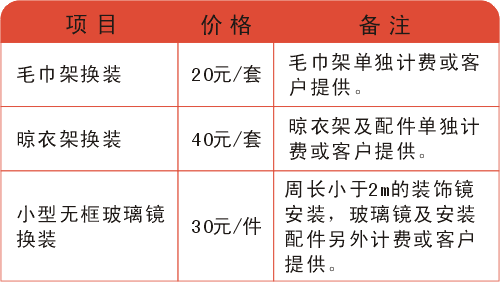 项目 价格 备注
毛巾架换装 20元/套 毛巾架单独计费或客
户提供。
晾衣架换装 40元/套 晾衣架及配件单独计
费或客户提供。
小型无框玻璃镜
换装
30元/件
周长小于2m的装饰镜
安装，玻璃镜及安装
配件另外计费或客户
提供。